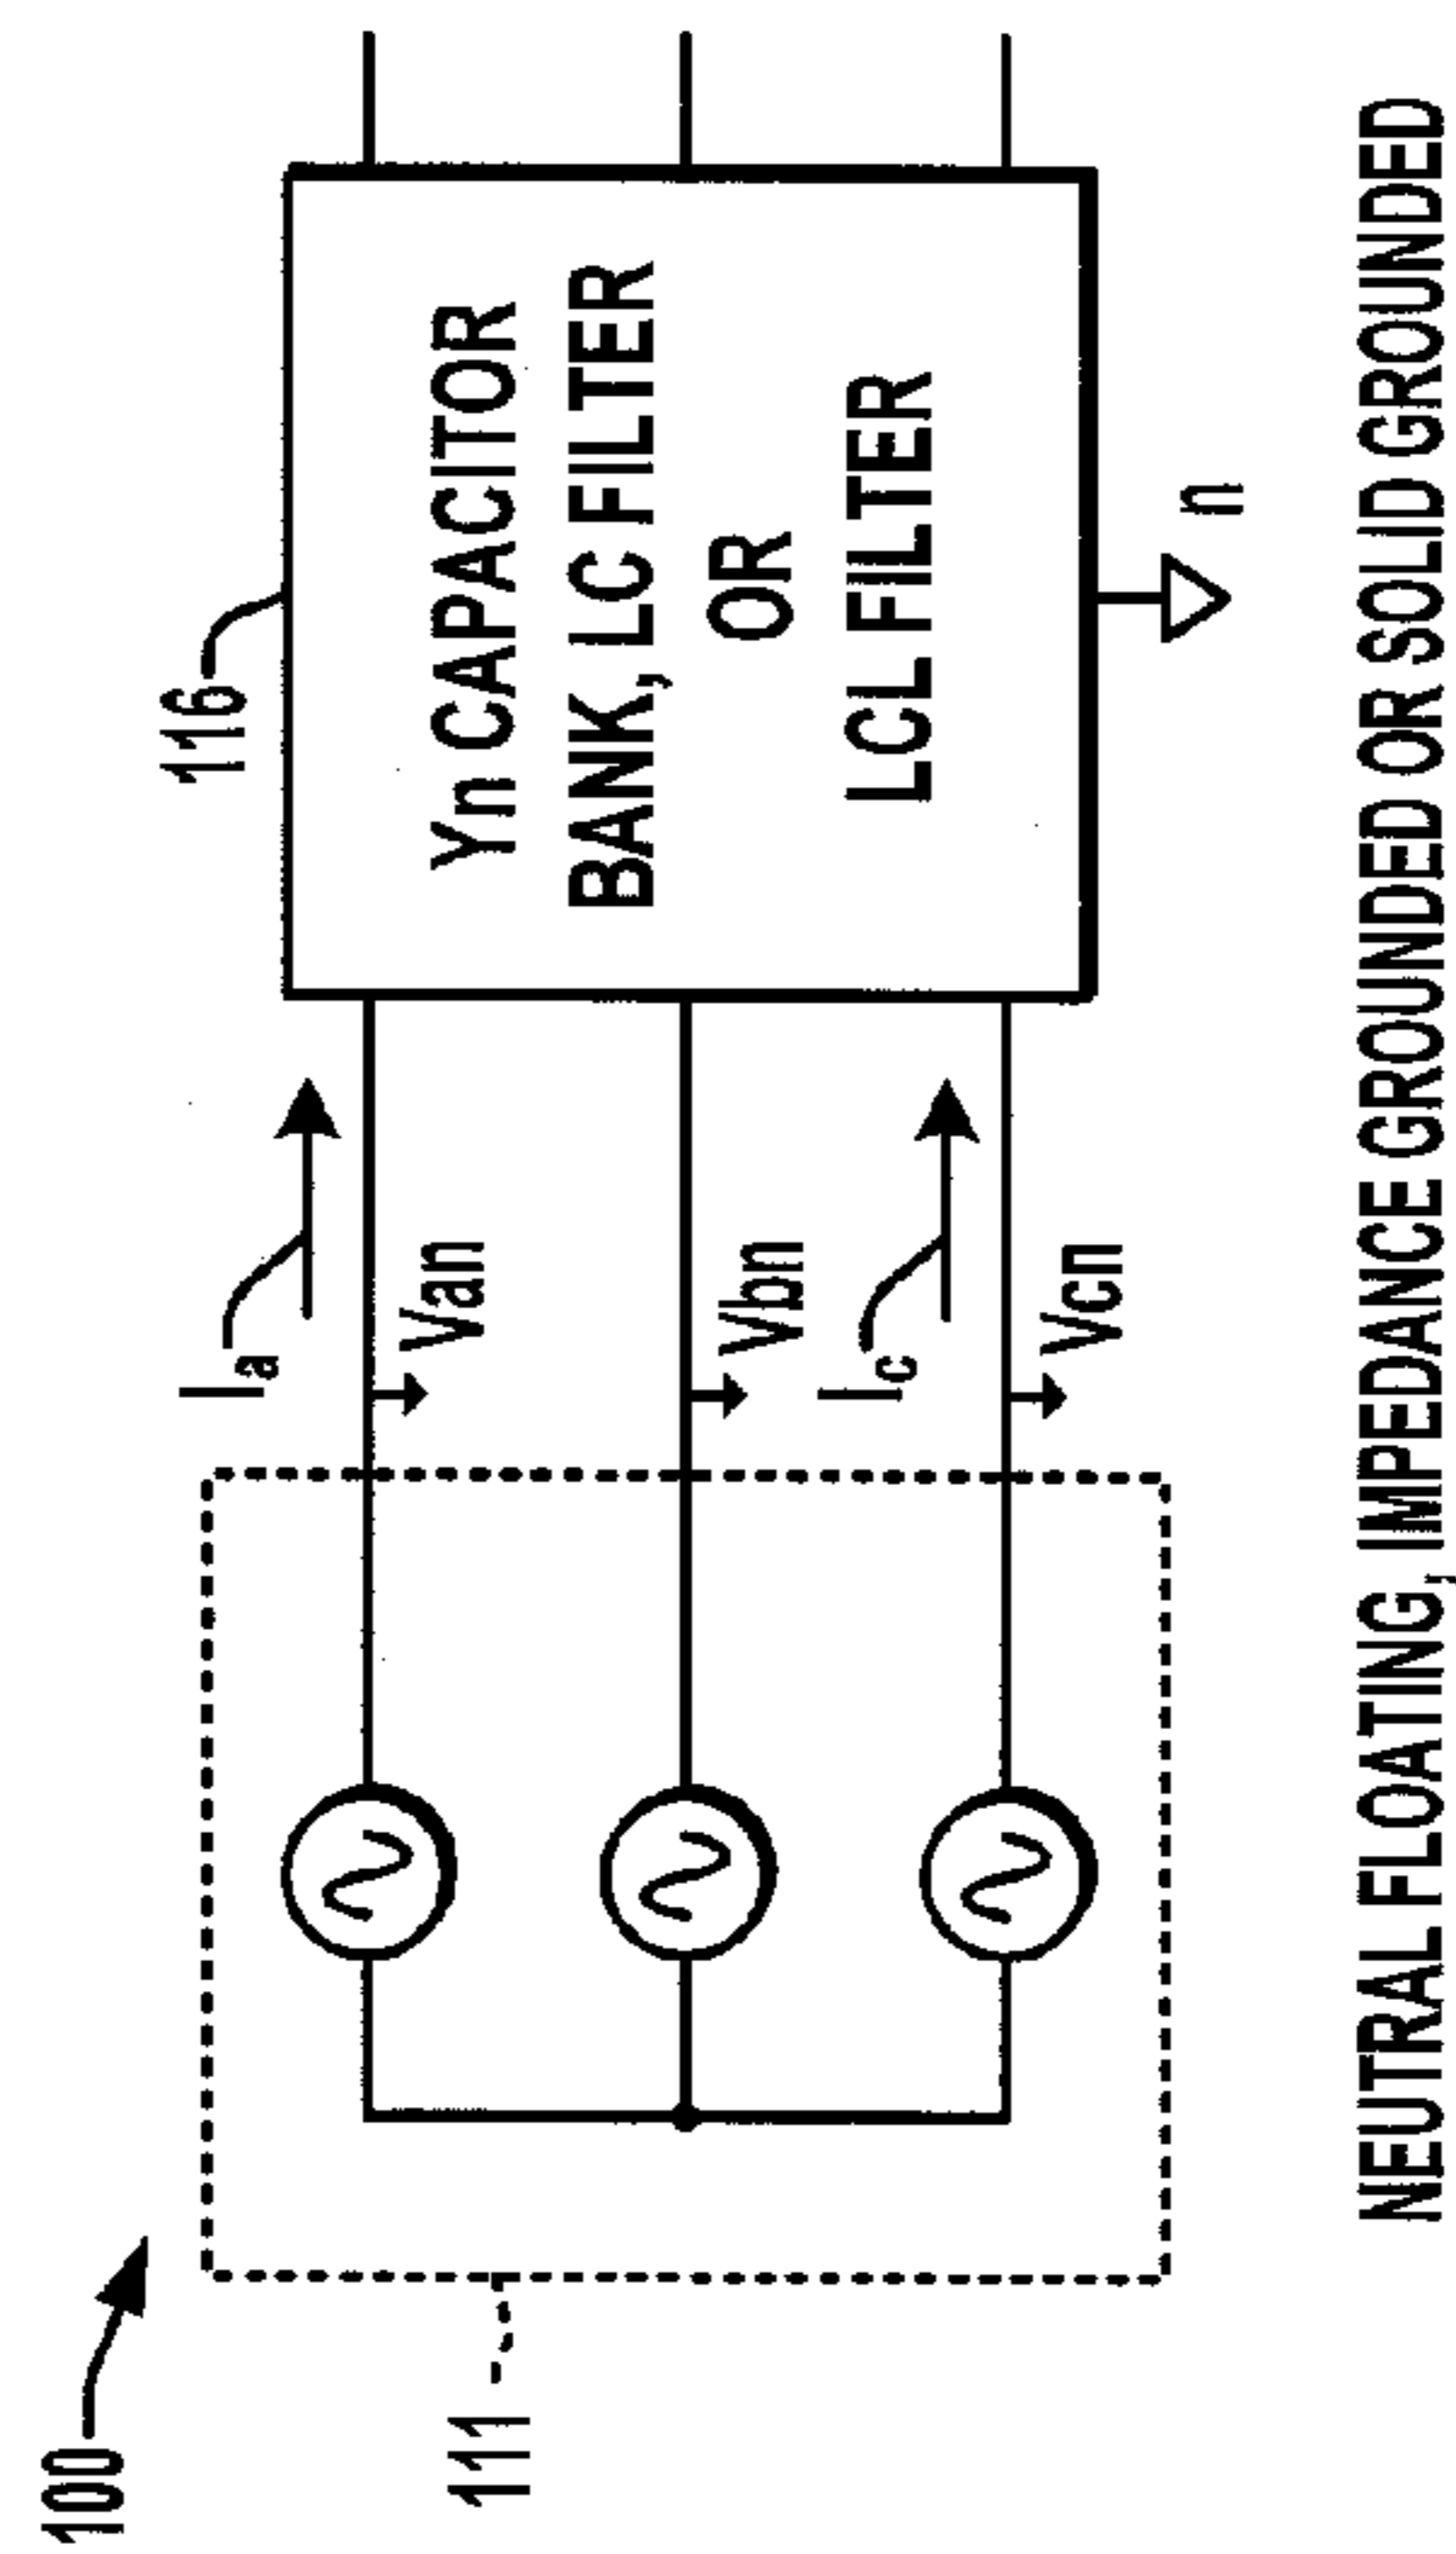 100
111
Ia
Van
Vbn
Ic
Vcn
116
Yn CAPACITOR
BANK, LC FILTER
OR
LCL FILTER
n
NEUTRAL FLOATING, IMPEDANCE GROUNDED OR SOLID GROUNDED